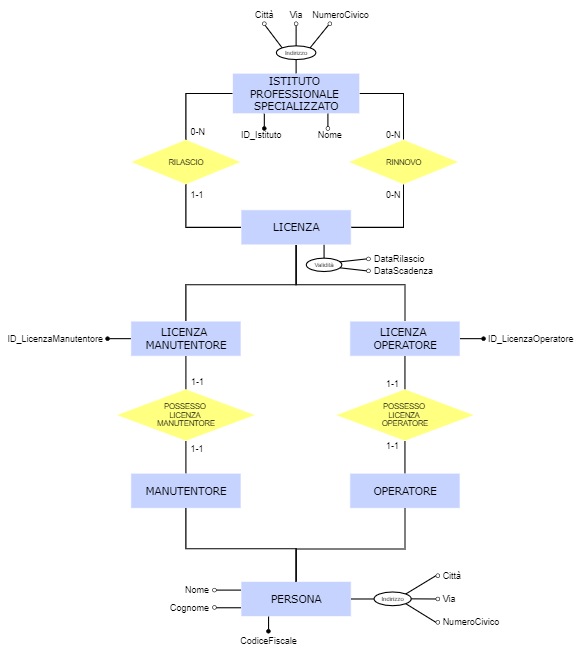 Città Via NumeroCivico
Indirizzo
ISTITUTO
PROFESSIONALE
SPECIALIZZATO
ID_Istituto Nome
0-N 0-N
RILASCIO RINNOVO
1-1 0-N
LICENZA
Validità
DataRilascio
DataScadenza
ID_LicenzaManutentore
LICENZA
MANUTENTORE
LICENZA
OPERATORE
ID_LicenzaOperatore
1-1 1-1
POSSESSO
LICENZA
MANUTENTORE
POSSESSO
LICENZA
OPERATORE
1-1 1-1
MANUTENTORE OPERATORE
Nome
Cognome
PERSONA
CodiceFiscale
Indirizzo
Città
Via
NumeroCivico